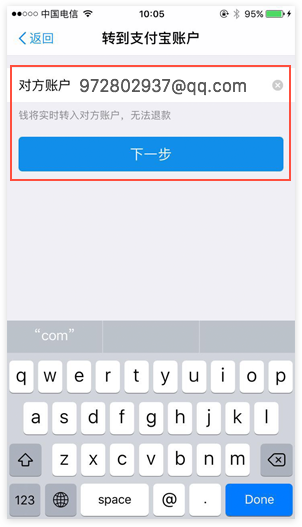 中国电信 10:05 95%
返回 转到支付宝账户
对方账户 972802937@qq.com
钱将实时转入对方账户，无法退款
下一步
“com”
q w e r t y u i o p
a s d f g h j k l
z x c v b n m
123 space @ . Done